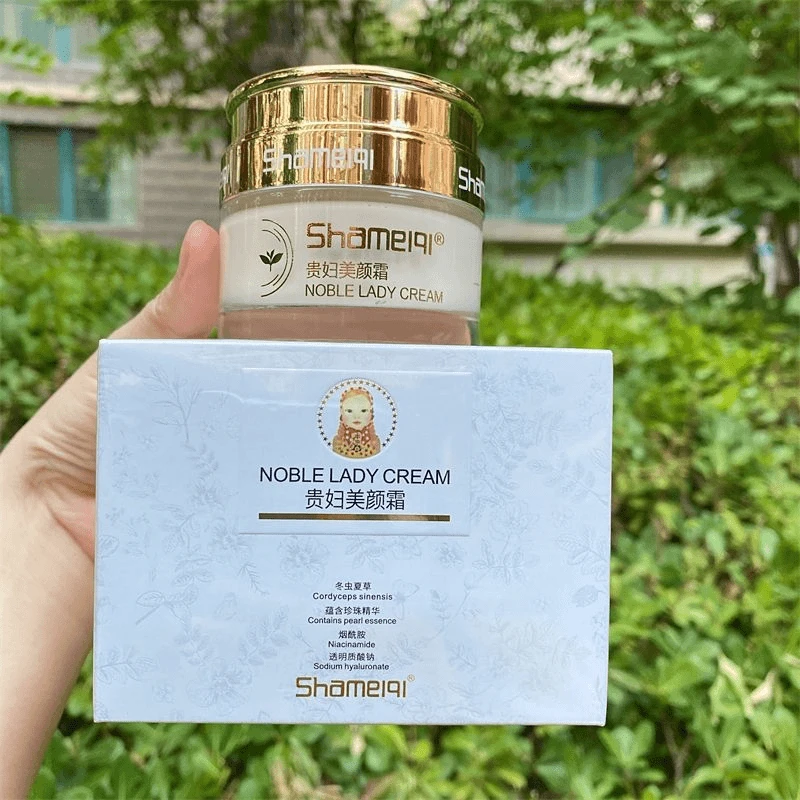 Shameiqi
Sha
Shameiqi®
贵妇美颜霜
NOBLE LADY CREAM
NOBLE LADY CREAM
贵妇美颜霜
冬虫夏草
Cordyceps sinensis
蕴含珍珠精华
Contains pearl essence
烟酰胺
Niacinamide
透明质酸钠
Sodium hyaluronate
Shameiqi®